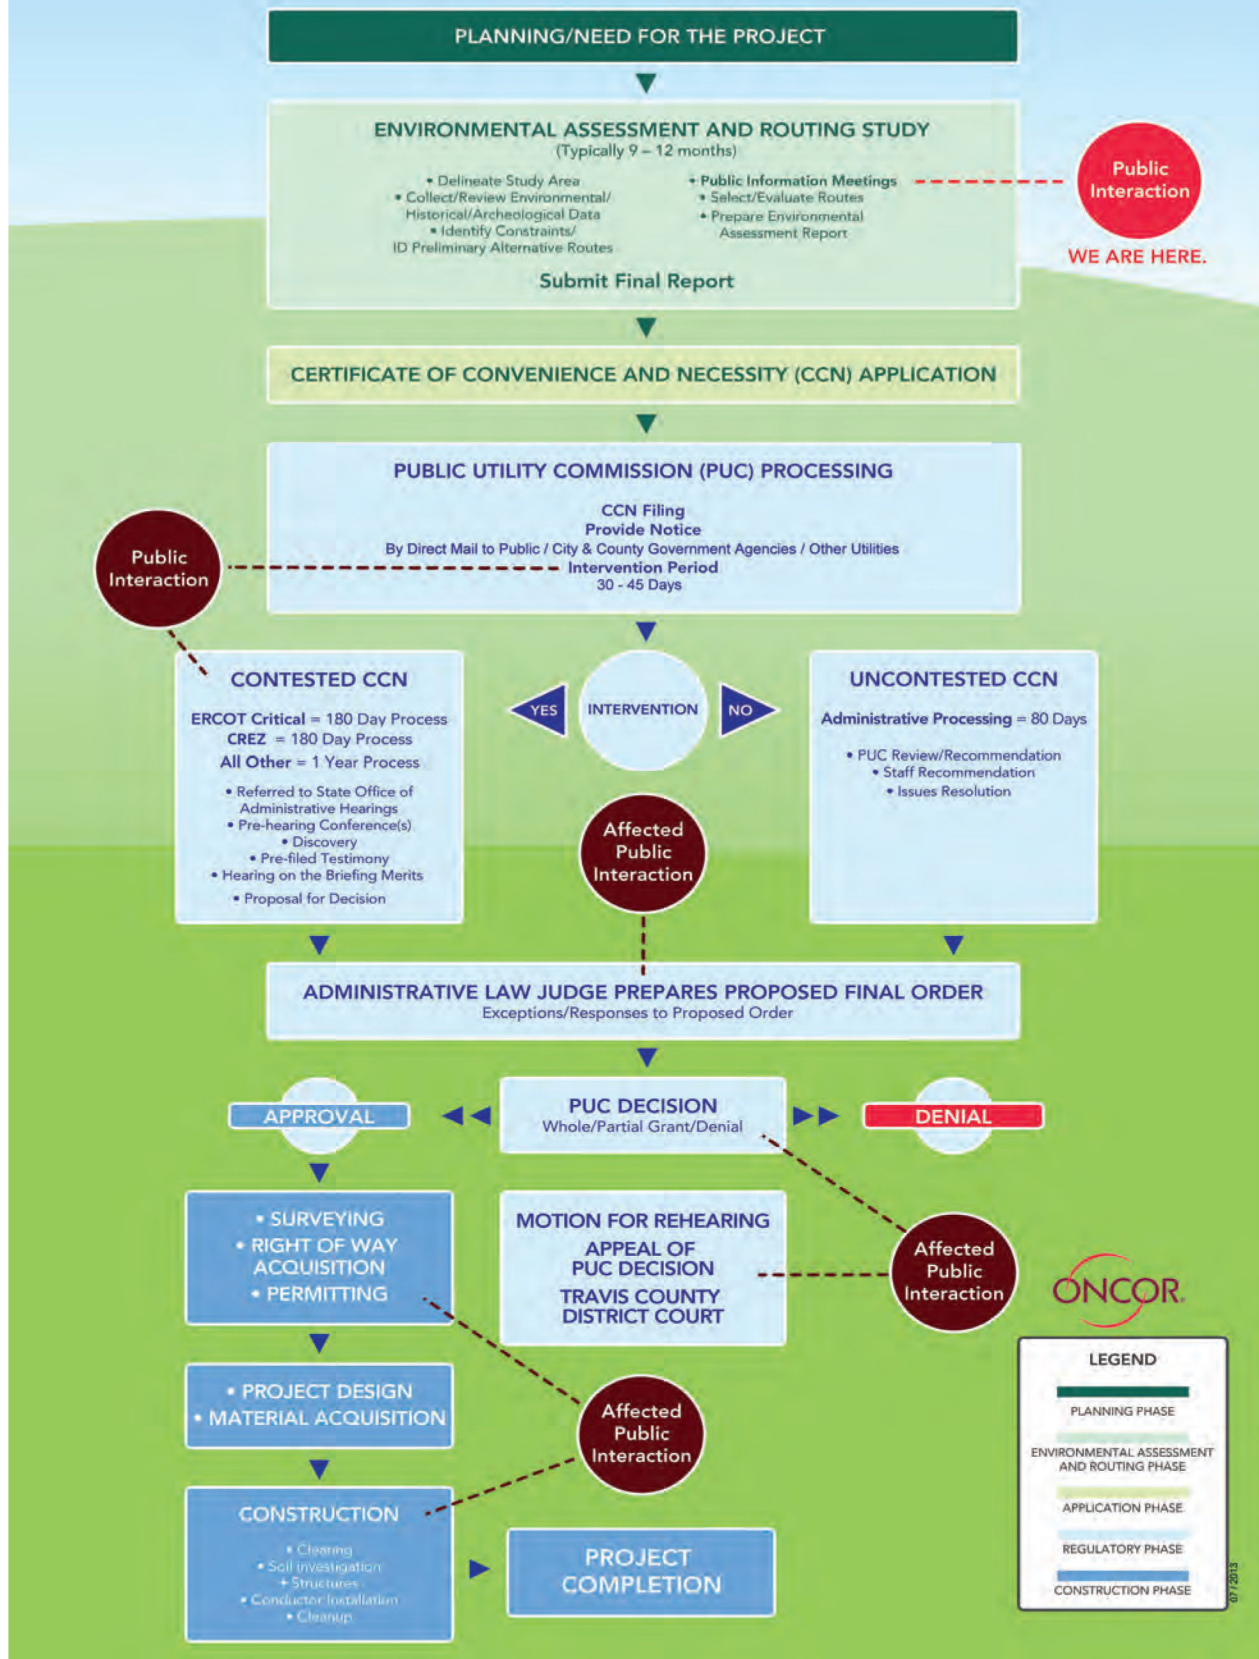 PLANNING/NEED FOR THE PROJECT
ENVIRONMENTAL ASSESSMENT AND ROUTING STUDY
(Typically 9 – 12 months)
• Delineate Study Area
• Collect/Review Environmental/
Historical/Archeological Data
• Identify Constraints/
ID Preliminary Alternative Routes
• Public Information Meetings
• Select/Evaluate Routes
• Prepare Environmental
Assessment Report
Submit Final Report
Public
Interaction
WE ARE HERE.
CERTIFICATE OF CONVENIENCE AND NECESSITY (CCN) APPLICATION
PUBLIC UTILITY COMMISSION (PUC) PROCESSING
CCN Filing
Provide Notice
By Direct Mail to Public / City & County Government Agencies / Other Utilities
Intervention Period
30 - 45 Days
Public
Interaction
CONTESTED CCN
ERCOT Critical = 180 Day Process
CREZ = 180 Day Process
All Other = 1 Year Process
• Referred to State Office of
Administrative Hearings
• Pre-hearing Conference(s)
• Discovery
• Pre-filed Testimony
• Hearing on the Briefing Merits
• Proposal for Decision
YES
INTERVENTION
NO
UNCONTESTED CCN
Administrative Processing = 80 Days
• PUC Review/Recommendation
• Staff Recommendation
• Issues Resolution
Affected
Public
Interaction
ADMINISTRATIVE LAW JUDGE PREPARES PROPOSED FINAL ORDER
Exceptions/Responses to Proposed Order
APPROVAL
PUC DECISION
Whole/Partial Grant/Denial
DENIAL
• SURVEYING
• RIGHT OF WAY
ACQUISITION
• PERMITTING
MOTION FOR REHEARING
APPEAL OF
PUC DECISION
TRAVIS COUNTY
DISTRICT COURT
Affected
Public
Interaction
• PROJECT DESIGN
• MATERIAL ACQUISITION
Affected
Public
Interaction
CONSTRUCTION
• Clearing
• Soil investigation
• Structures
• Conductor Installation
• Cleanup
PROJECT
COMPLETION
ONCOR®
LEGEND
PLANNING PHASE
ENVIRONMENTAL ASSESSMENT
AND ROUTING PHASE
APPLICATION PHASE
REGULATORY PHASE
CONSTRUCTION PHASE
07/2013